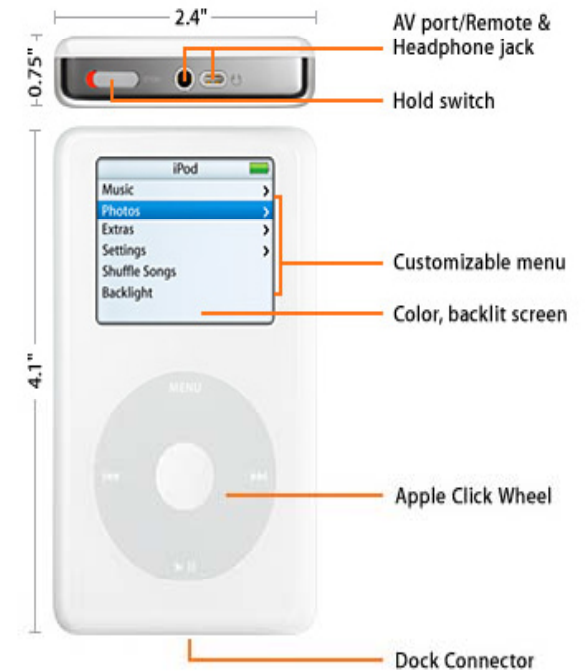 2.4"
AV port/Remote &
Headphone jack
0.75"
Hold switch
iPod
Music
Photos
Extras
Settings
Shuffle Songs
Backlight
Customizable menu
Color, backlit screen
4.1"
MENU
Apple Click Wheel
Dock Connector